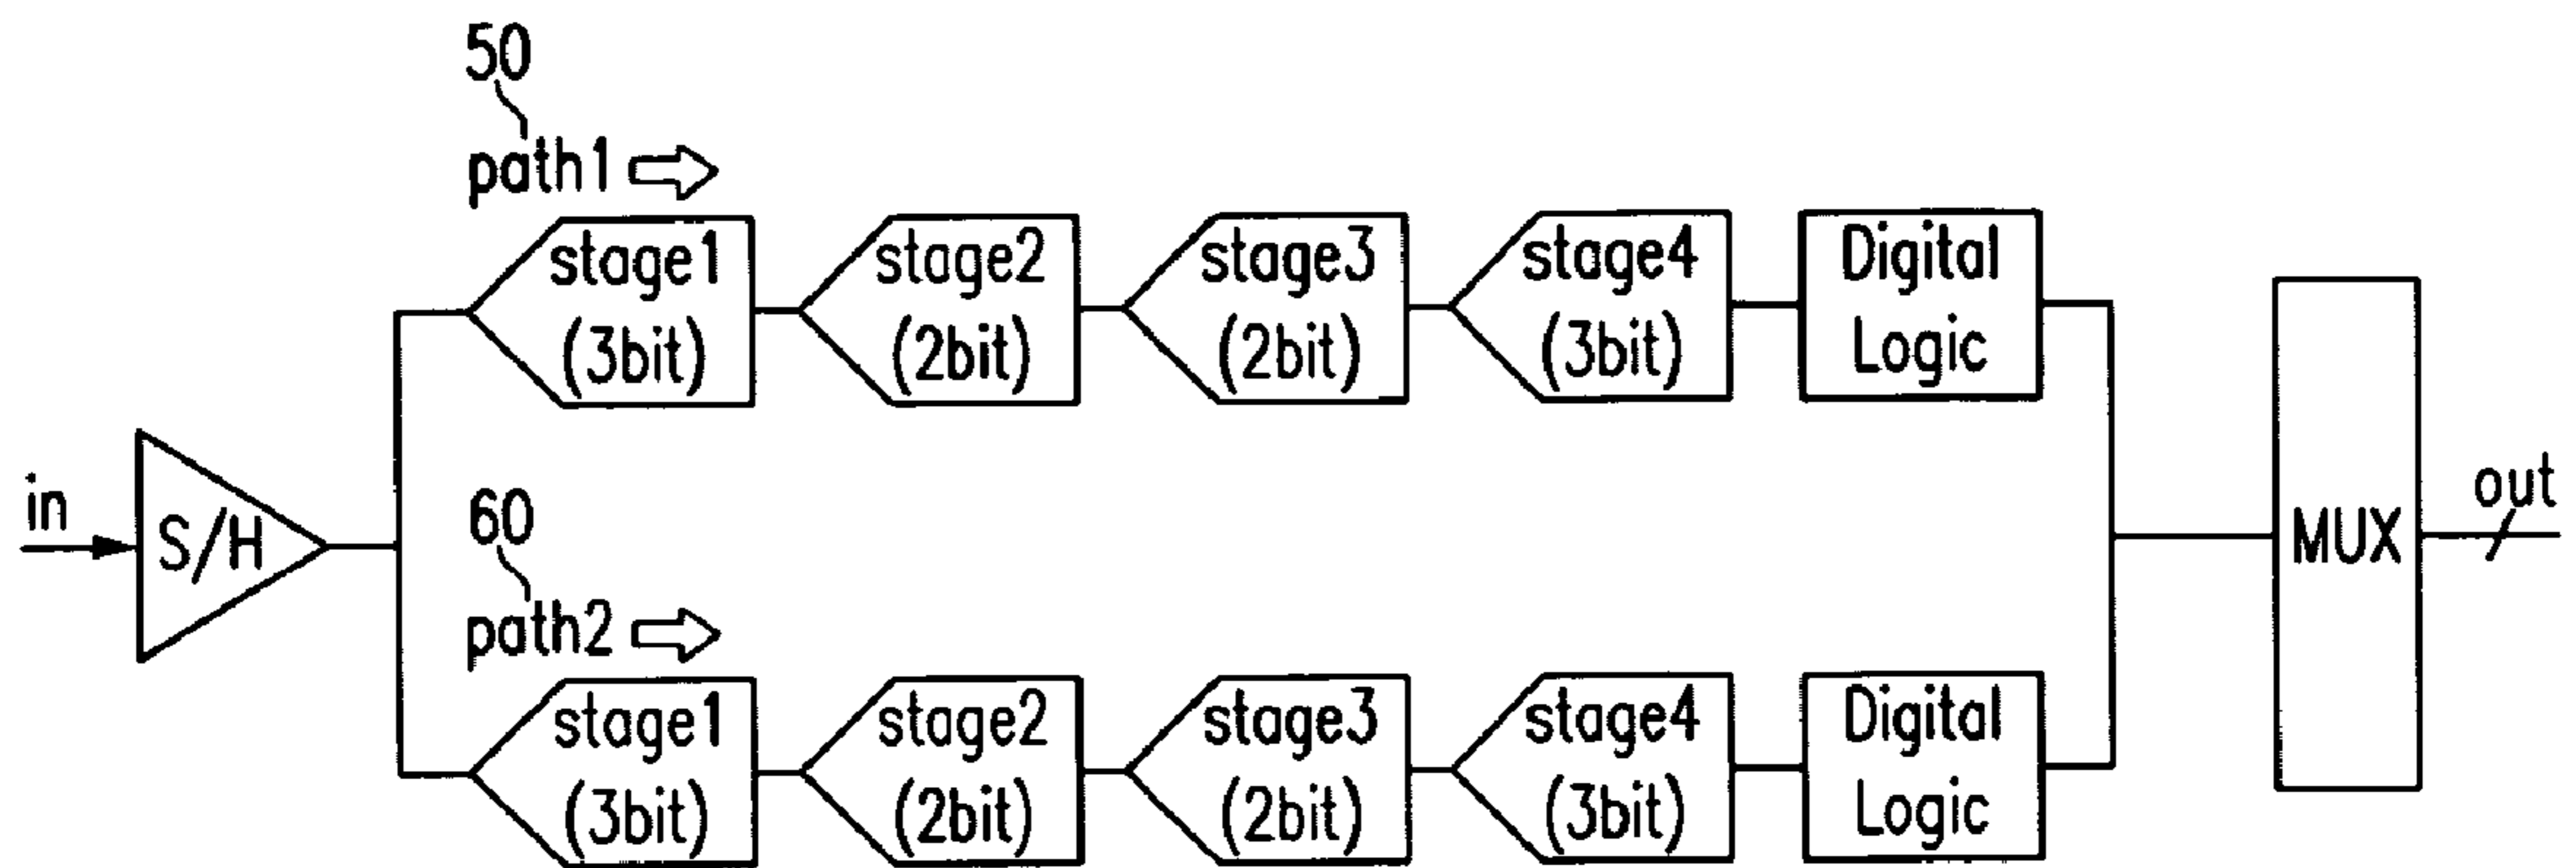 50
path1
stage1
(3bit)
stage2
(2bit)
stage3
(2bit)
stage4
(3bit)
Digital
Logic
in
S/H
60
path2
stage1
(3bit)
stage2
(2bit)
stage3
(2bit)
stage4
(3bit)
Digital
Logic
MUX
out